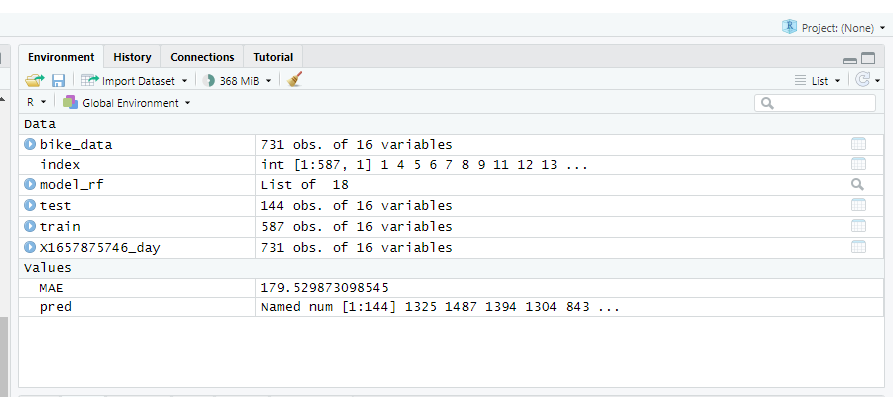 Project: (None)
Environment History Connections Tutorial
Import Dataset 368 MiB List
R Global Environment
Data
bike_data 731 obs. of 16 variables
index int [1:587, 1] 1 4 5 6 7 8 9 11 12 13 ...
model_rf List of 18
test 144 obs. of 16 variables
train 587 obs. of 16 variables
X1657875746_day 731 obs. of 16 variables
Values
MAE 179.529873098545
pred Named num [1:144] 1325 1487 1394 1304 843 ...